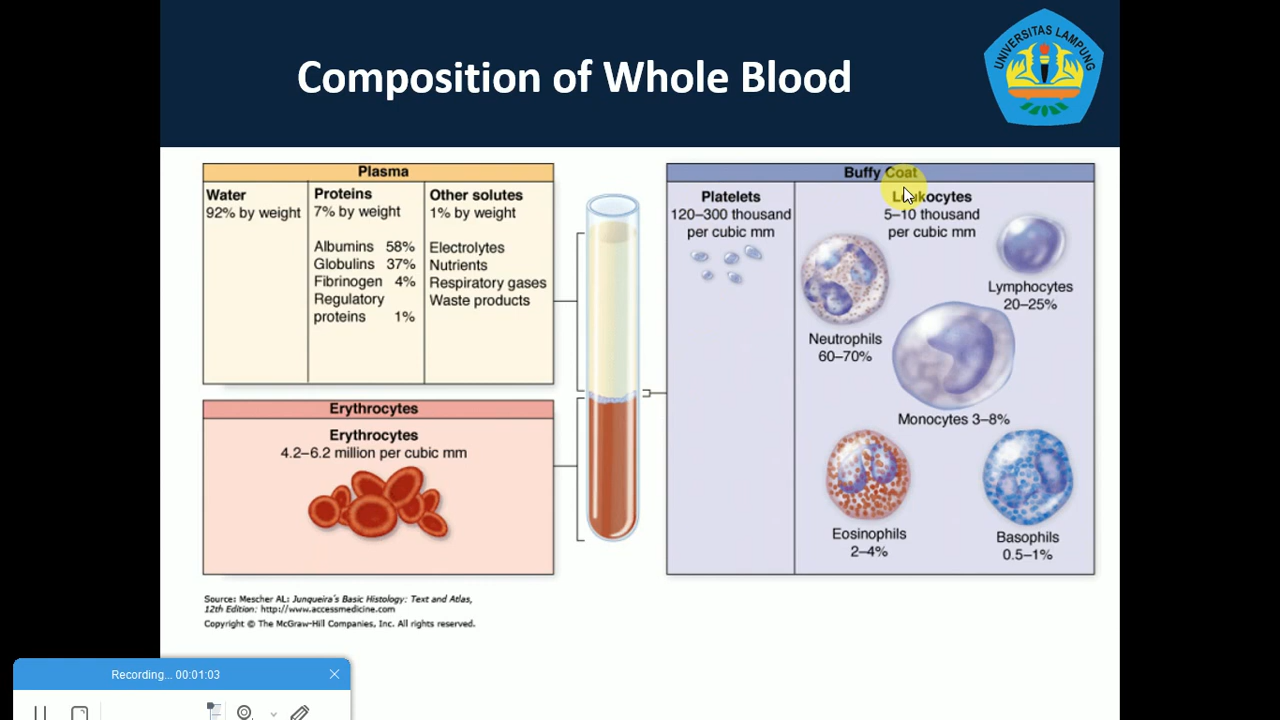 Composition of Whole Blood
UNIVERSITAS LAMPUNG
Plasma
Water
92% by weight
Proteins
7% by weight
Albumins 58%
Globulins 37%
Fibrinogen 4%
Regulatory
proteins 1%
Other solutes
1% by weight
Electrolytes
Nutrients
Respiratory gases
Waste products
Erythrocytes
Erythrocytes
4.2–6.2 million per cubic mm
Buffy Coat
Platelets
120–300 thousand
per cubic mm
Leukocytes
5–10 thousand
per cubic mm
Neutrophils
60–70%
Lymphocytes
20–25%
Monocytes 3–8%
Eosinophils
2–4%
Basophils
0.5–1%
Source: Mescher AL: Junqueira's Basic Histology: Text and Atlas,
12th Edition: http://www.accessmedicine.com
Copyright © The McGraw-Hill Companies, Inc. All rights reserved.
Recording... 00:01:03